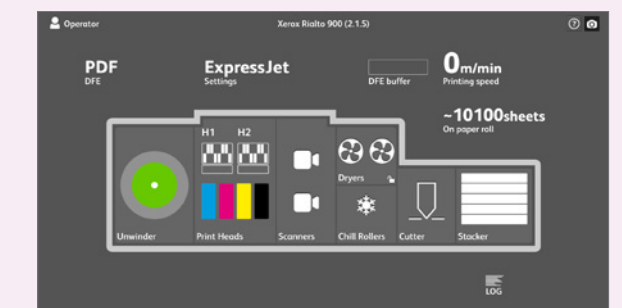 Operator
Xerox Rialto 900 (2.1.5)
?
PDF
DFE
ExpressJet
Settings
DFE buffer
0m/min
Printing speed
~10100sheets
On paper roll
H1 H2
Dryers
Unwinder
Print Heads
Scanners
Chill Rollers
Cutter
Stacker
LOG